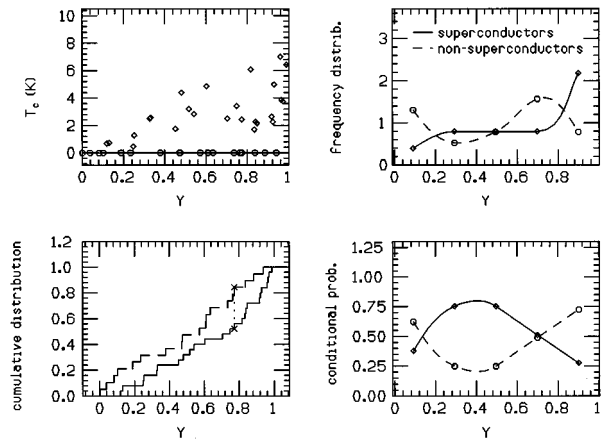 T_c (K)
10
8
6
4
2
0
0 0.2 0.4 0.6 0.8 1
Y
frequency distrib.
3
2
1
0
superconductors
non-superconductors
0 0.2 0.4 0.6 0.8 1
Y
cumulative distribution
1.2
1.0
0.8
0.6
0.4
0.2
0.0
0 0.2 0.4 0.6 0.8 1
Y
conditional prob.
1.25
1.00
0.75
0.50
0.25
0.00
0 0.2 0.4 0.6 0.8 1
Y